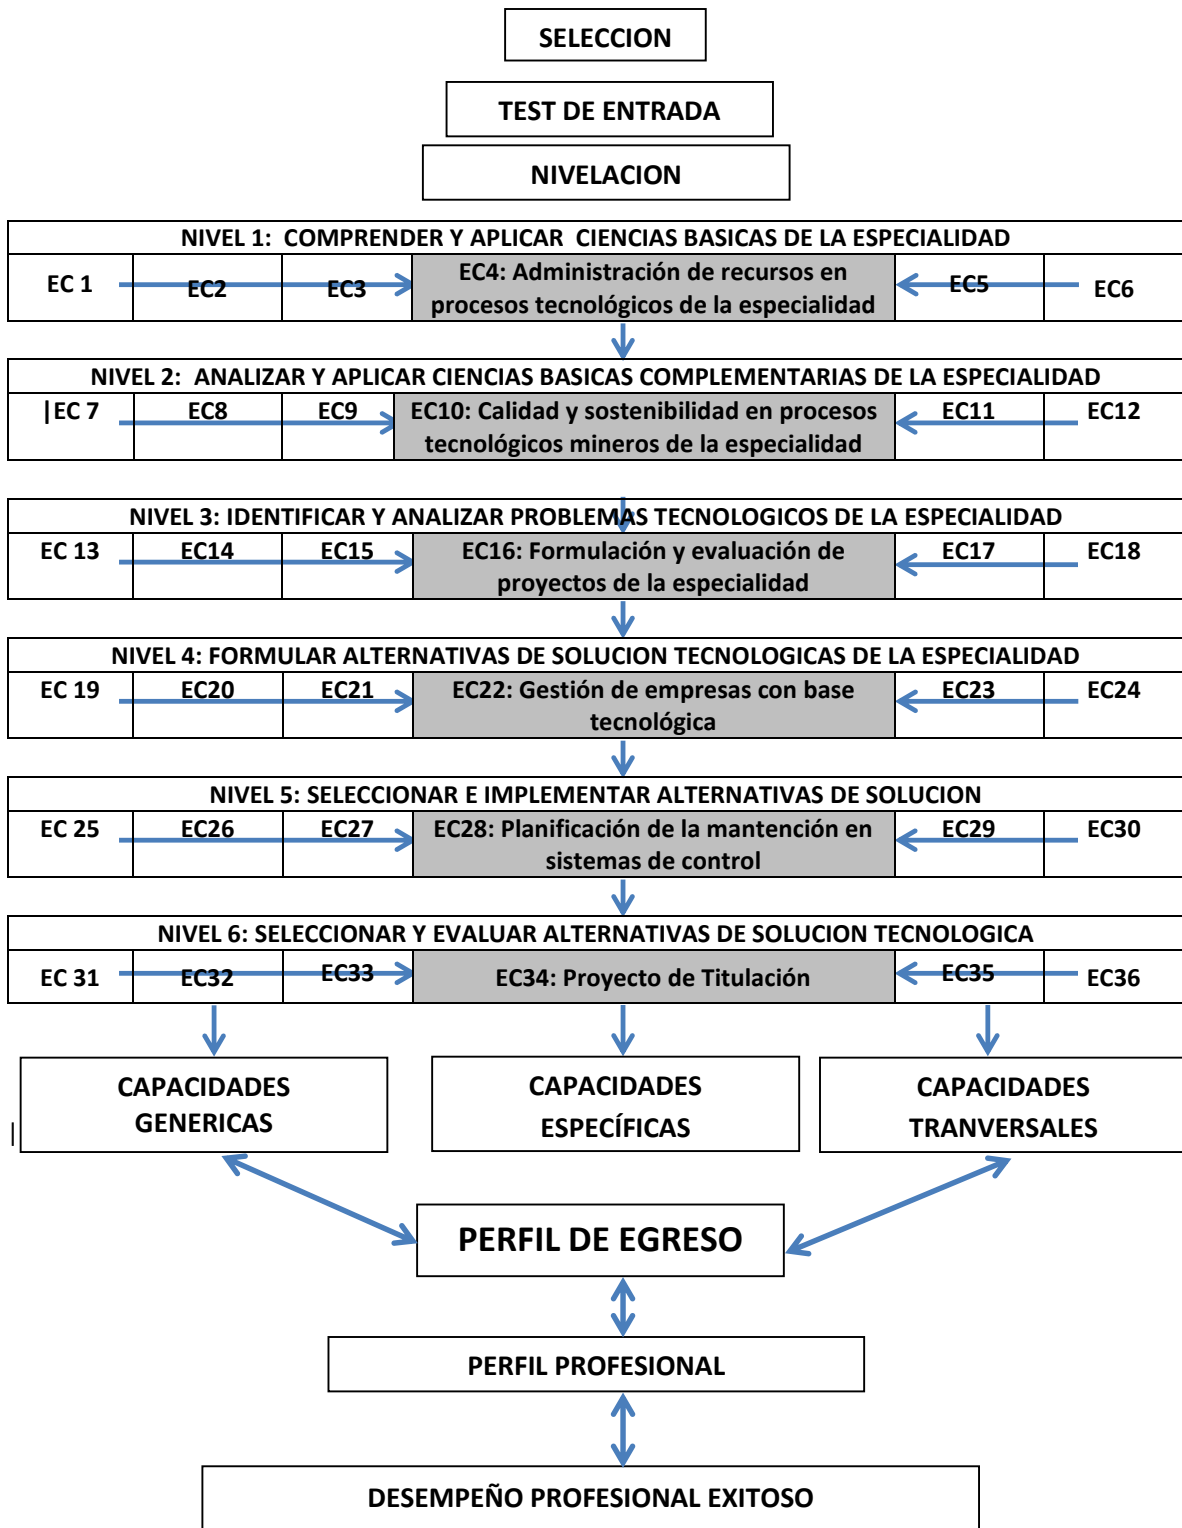 SELECCION
TEST DE ENTRADA
NIVELACION
NIVEL 1: COMPRENDER Y APLICAR CIENCIAS BASICAS DE LA ESPECIALIDAD
EC 1
EC2
EC3
EC4: Administración de recursos en
procesos tecnológicos de la especialidad
EC5
EC6
NIVEL 2: ANALIZAR Y APLICAR CIENCIAS BASICAS COMPLEMENTARIAS DE LA ESPECIALIDAD
|EC 7
EC8
EC9
EC10: Calidad y sostenibilidad en procesos
tecnológicos mineros de la especialidad
EC11
EC12
NIVEL 3: IDENTIFICAR Y ANALIZAR PROBLEMAS TECNOLOGICOS DE LA ESPECIALIDAD
EC 13
EC14
EC15
EC16: Formulación y evaluación de
proyectos de la especialidad
EC17
EC18
NIVEL 4: FORMULAR ALTERNATIVAS DE SOLUCION TECNOLOGICAS DE LA ESPECIALIDAD
EC 19
EC20
EC21
EC22: Gestión de empresas con base
tecnológica
EC23
EC24
NIVEL 5: SELECCIONAR E IMPLEMENTAR ALTERNATIVAS DE SOLUCION
EC 25
EC26
EC27
EC28: Planificación de la mantención en
sistemas de control
EC29
EC30
NIVEL 6: SELECCIONAR Y EVALUAR ALTERNATIVAS DE SOLUCION TECNOLOGICA
EC 31
EC32
EC33
EC34: Proyecto de Titulación
EC35
EC36
CAPACIDADES
GENERICAS
CAPACIDADES
ESPECÍFICAS
CAPACIDADES
TRANVERSALES
|
PERFIL DE EGRESO
PERFIL PROFESIONAL
DESEMPEÑO PROFESIONAL EXITOSO